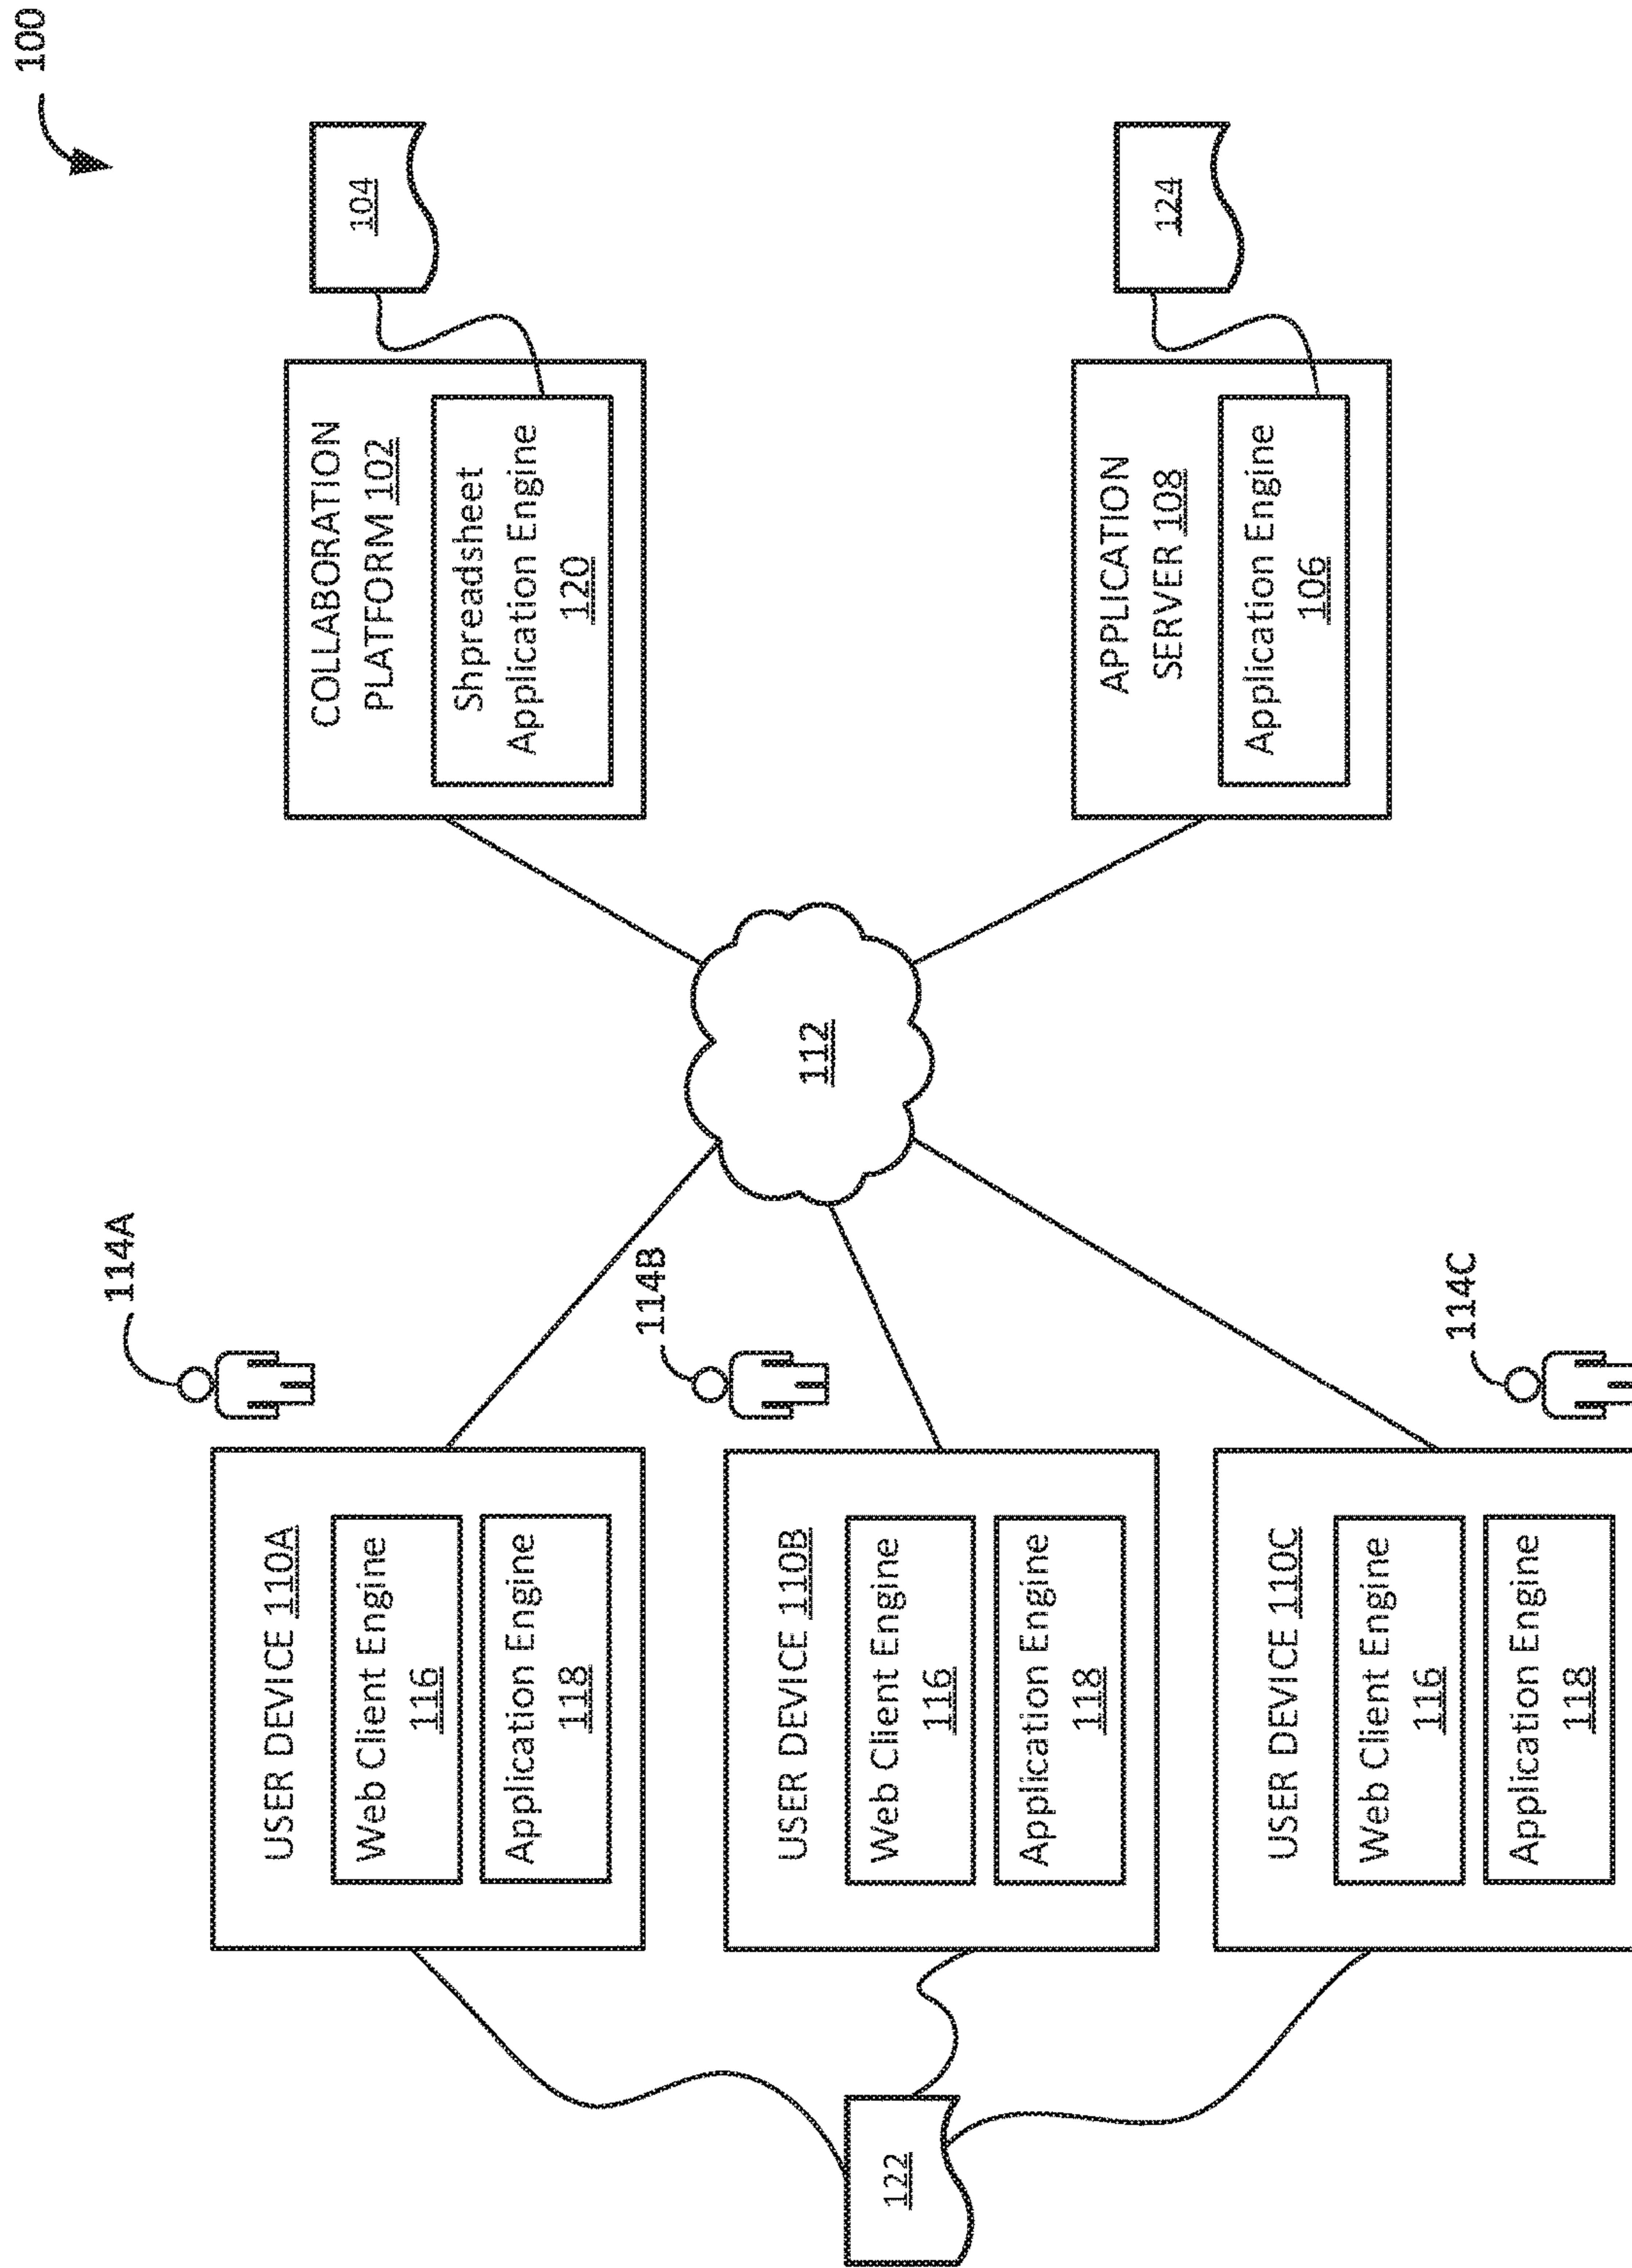 100
122
USER DEVICE 110A
Web Client Engine
116
Application Engine
118
114A
USER DEVICE 110B
Web Client Engine
116
Application Engine
118
114B
USER DEVICE 110C
Web Client Engine
116
Application Engine
118
114C
112
COLLABORATION
PLATFORM 102
Shpreadsheet
Application Engine
120
104
APPLICATION
SERVER 108
Application Engine
106
124